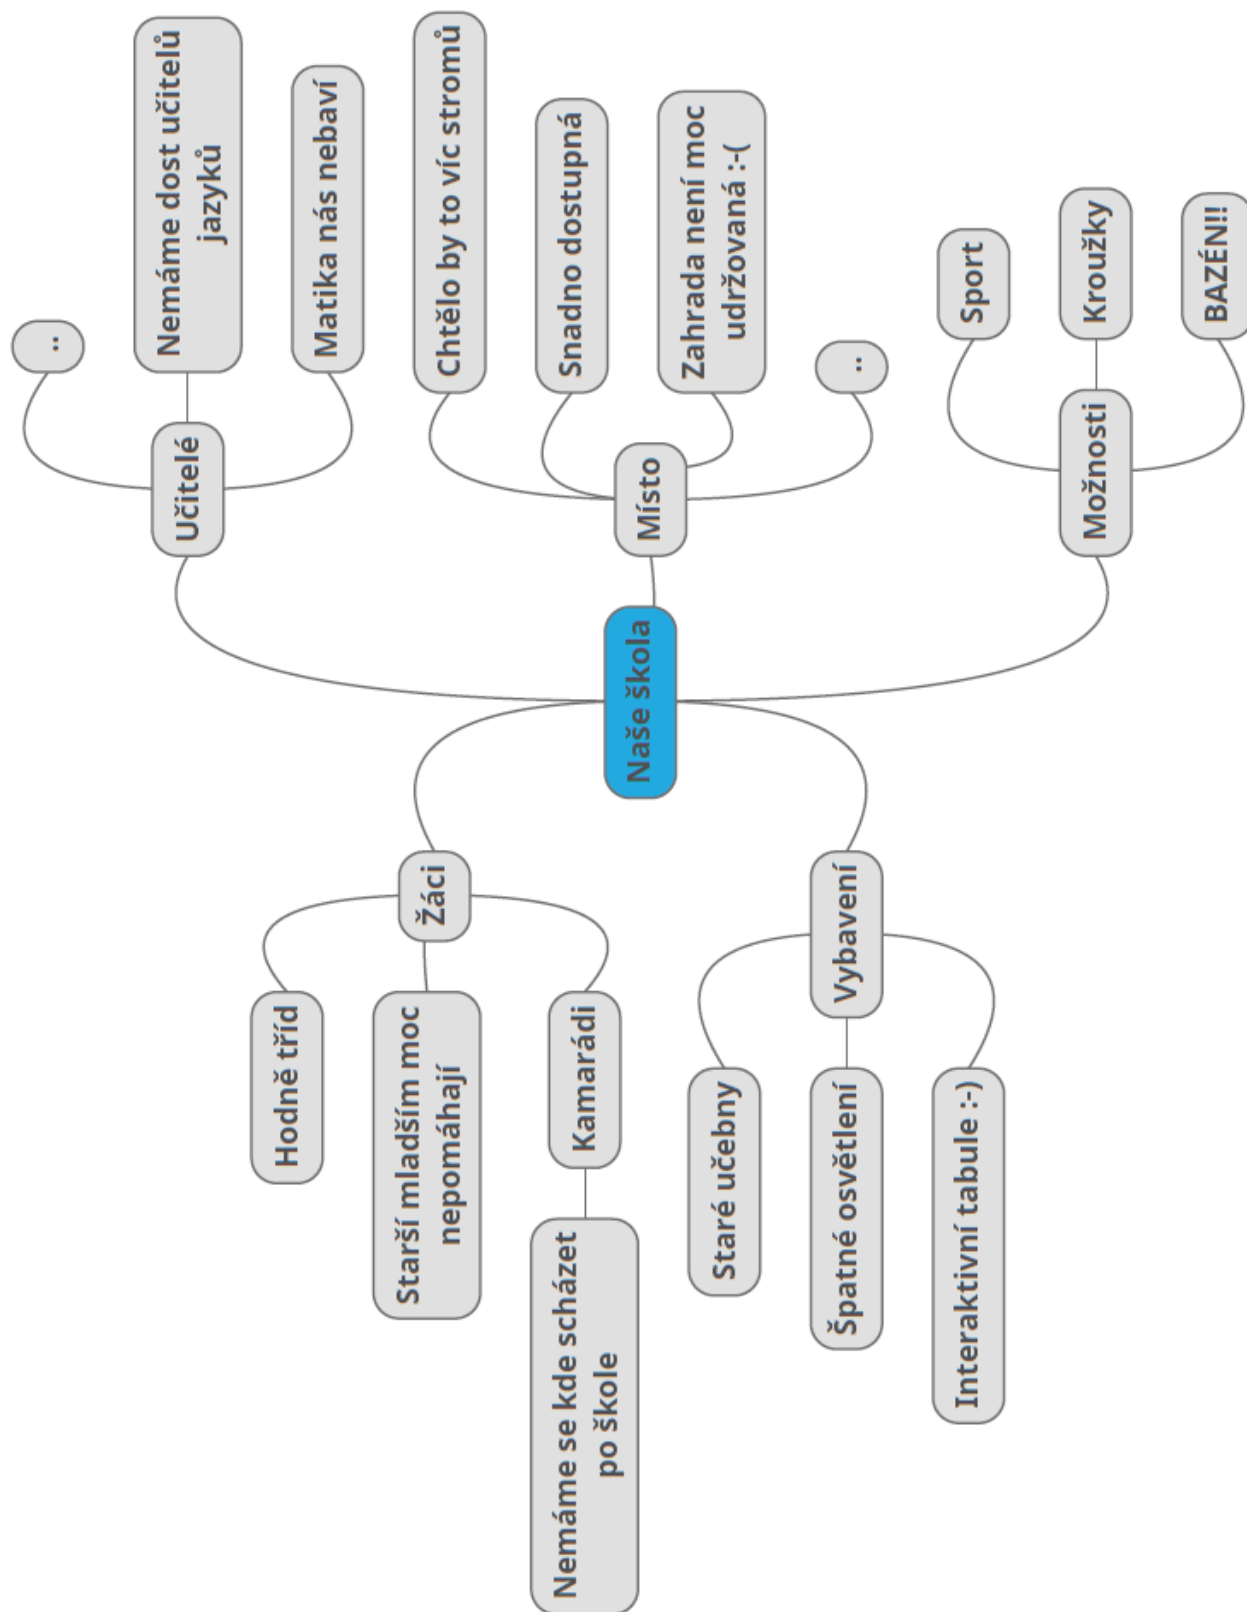 Naše škola
Žáci
Hodně tříd
Starší mladším moc
nepomáhají
Kamarádi
Nemáme se kde scházet
po škole
Vybavení
Staré učebny
Špatné osvětlení
Interaktivní tabule :-)
Učitelé
..
Nemáme dost učitelů
jazyků
Matika nás nebaví
Místo
Chtělo by to víc stromů
Snadno dostupná
Zahrada není moc
udržovaná :-(
..
Možnosti
Sport
Kroužky
BAZÉN!!